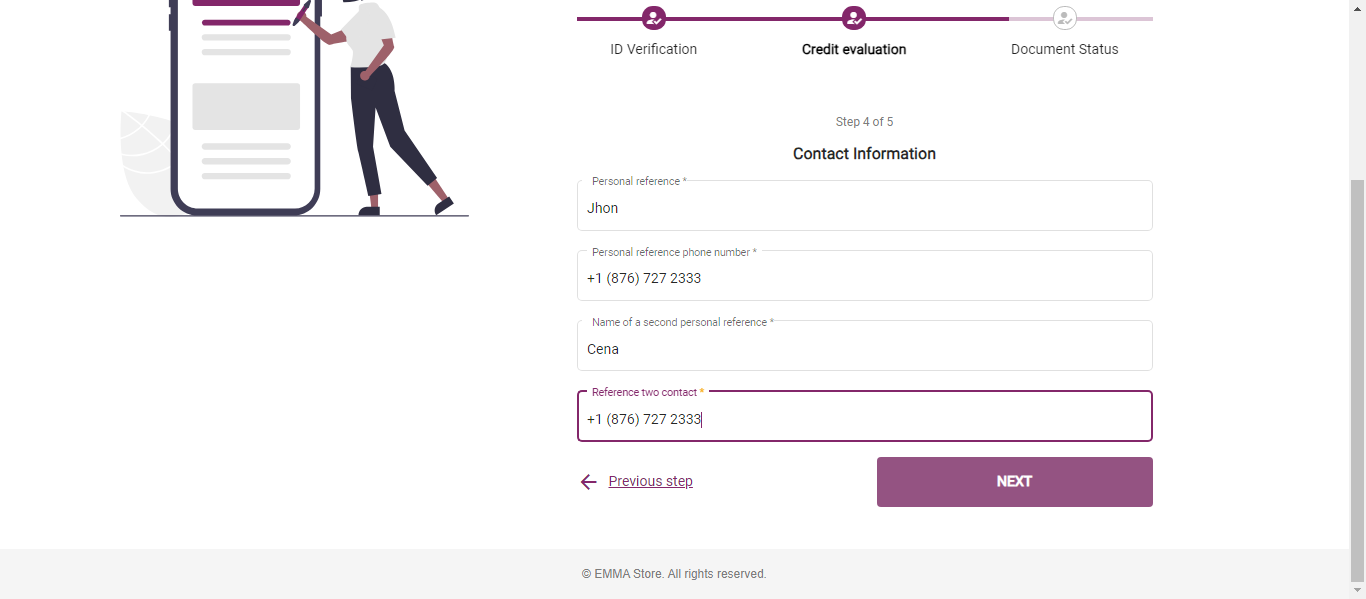 ID Verification
Credit evaluation
Document Status
Step 4 of 5
Contact Information
Personal reference *
Jhon
Personal reference phone number *
+1 (876) 727 2333
Name of a second personal reference *
Cena
Reference two contact *
+1 (876) 727 2333
Previous step
NEXT
© EMMA Store. All rights reserved.